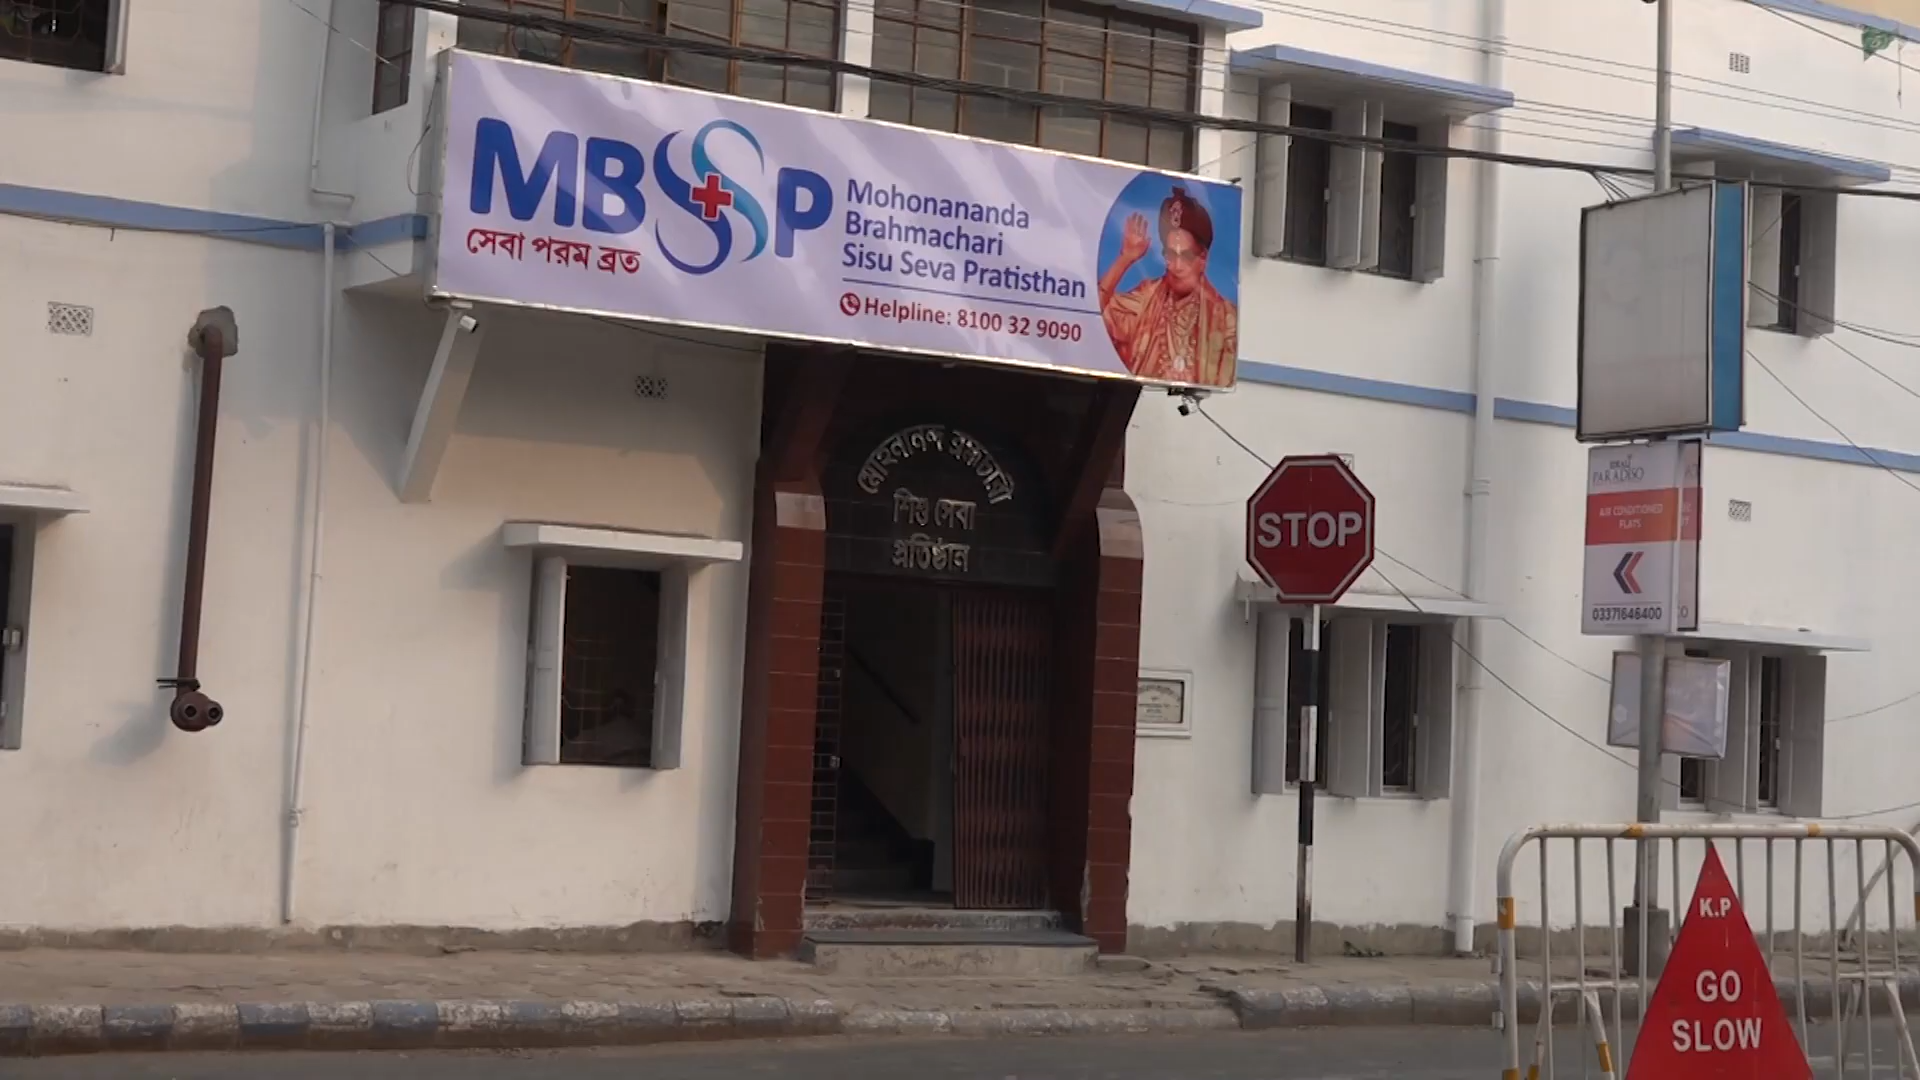 MBSSP
সেবা পরম ব্রত
Mohonananda
Brahmachari
Sisu Seva Pratisthan
Helpline: 8100 32 9090
মোহনানন্দ ব্রহ্মচারী
শিশু সেবা
প্রতিষ্ঠান
STOP
PARADISO
AIR CONDITIONED
FLATS
03371646400
K.P
GO
SLOW